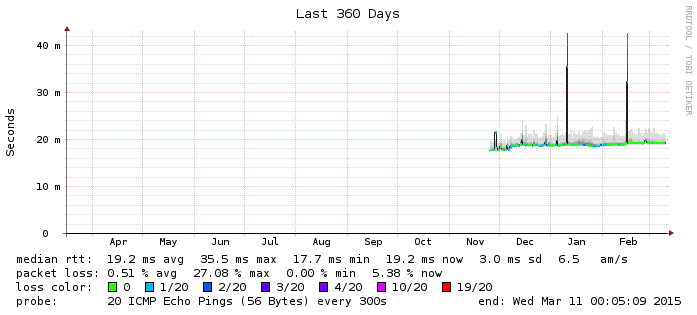 Last 360 Days
RRDTOOL / TOBI OETIKER
Seconds
40 m
30 m
20 m
10 m
0
Apr May Jun Jul Aug Sep Oct Nov Dec Jan Feb
median rtt: 19.2 ms avg 35.5 ms max 17.7 ms min 19.2 ms now 3.0 ms sd 6.5 am/s
packet loss: 0.51 % avg 27.08 % max 0.00 % min 5.38 % now
loss color: 0 1/20 2/20 3/20 4/20 10/20 19/20
probe: 20 ICMP Echo Pings (56 Bytes) every 300s end: Wed Mar 11 00:05:09 2015